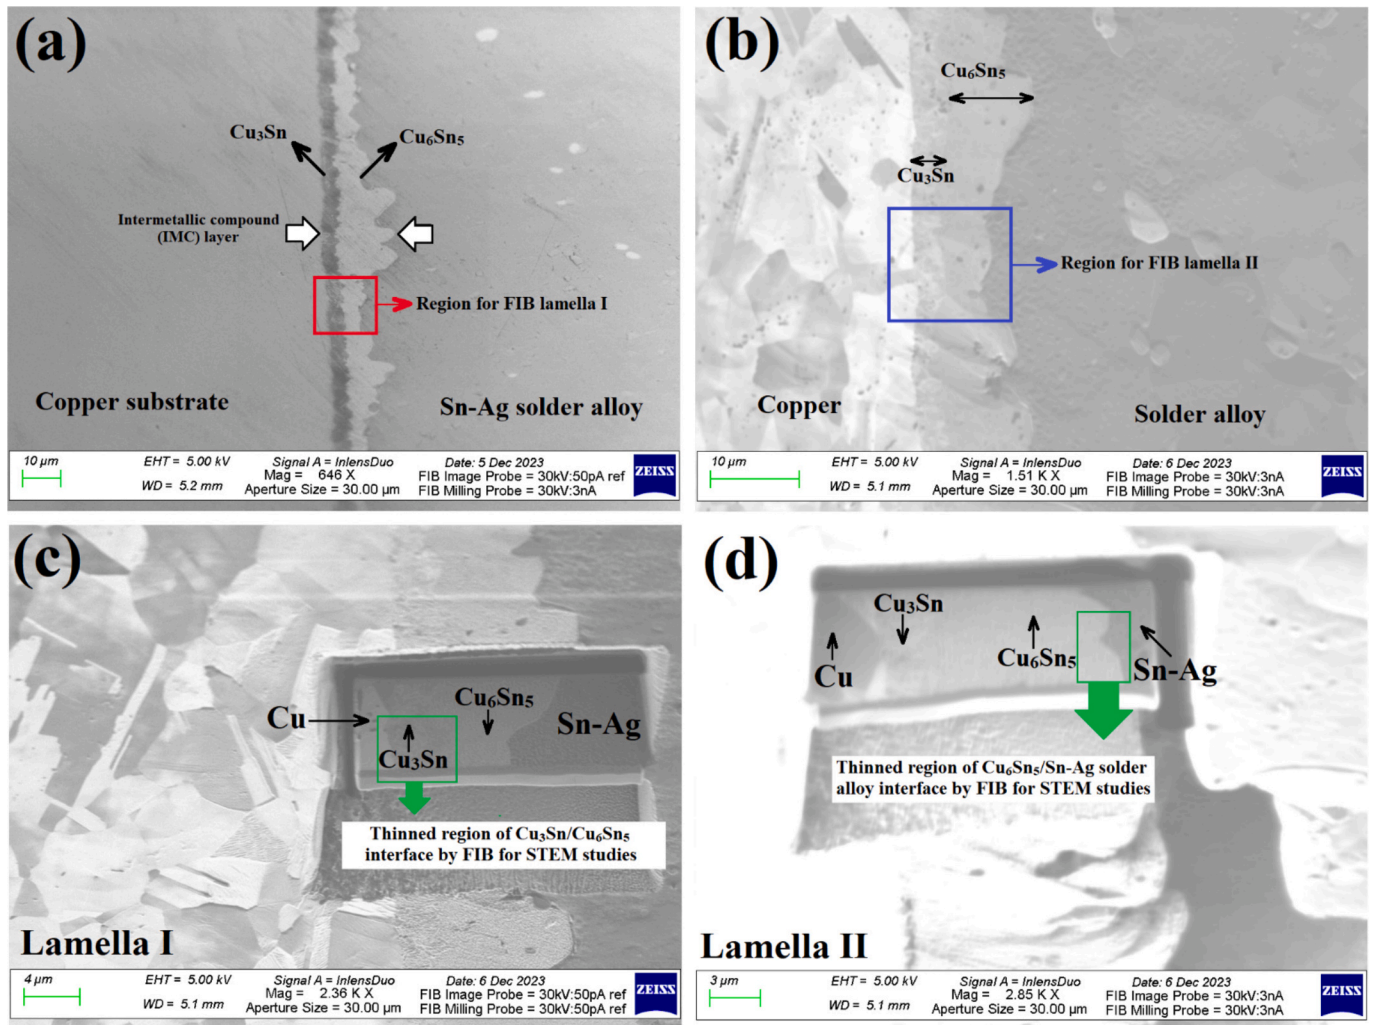 (a)
Cu₃Sn
Cu₆Sn₅
Intermetallic compound
(IMC) layer
Region for FIB lamella I
Copper substrate
Sn-Ag solder alloy
10 µm
EHT = 5.00 kV
WD = 5.2 mm
Signal A = InlensDuo
Mag = 646 X
Aperture Size = 30.00 µm
Date: 5 Dec 2023
FIB Image Probe = 30kV:50pA ref
FIB Milling Probe = 30kV:3nA
ZEISS
(b)
Cu₆Sn₅
Cu₃Sn
Region for FIB lamella II
Copper
Solder alloy
10 µm
EHT = 5.00 kV
WD = 5.1 mm
Signal A = InlensDuo
Mag = 1.51 K X
Aperture Size = 30.00 µm
Date: 6 Dec 2023
FIB Image Probe = 30kV:3nA
FIB Milling Probe = 30kV:3nA
ZEISS
(c)
Cu
Cu₆Sn₅
Sn-Ag
Cu₃Sn
Thinned region of Cu₃Sn/Cu₆Sn₅
interface by FIB for STEM studies
Lamella I
4 µm
EHT = 5.00 kV
WD = 5.1 mm
Signal A = InlensDuo
Mag = 2.36 K X
Aperture Size = 30.00 µm
Date: 6 Dec 2023
FIB Image Probe = 30kV:50pA ref
FIB Milling Probe = 30kV:50pA ref
ZEISS
(d)
Cu₃Sn
Cu
Cu₆Sn₅
Sn-Ag
Thinned region of Cu₆Sn₅/Sn-Ag solder
alloy interface by FIB for STEM studies
Lamella II
3 µm
EHT = 5.00 kV
WD = 5.1 mm
Signal A = InlensDuo
Mag = 2.85 K X
Aperture Size = 30.00 µm
Date: 6 Dec 2023
FIB Image Probe = 30kV:3nA
FIB Milling Probe = 30kV:3nA
ZEISS